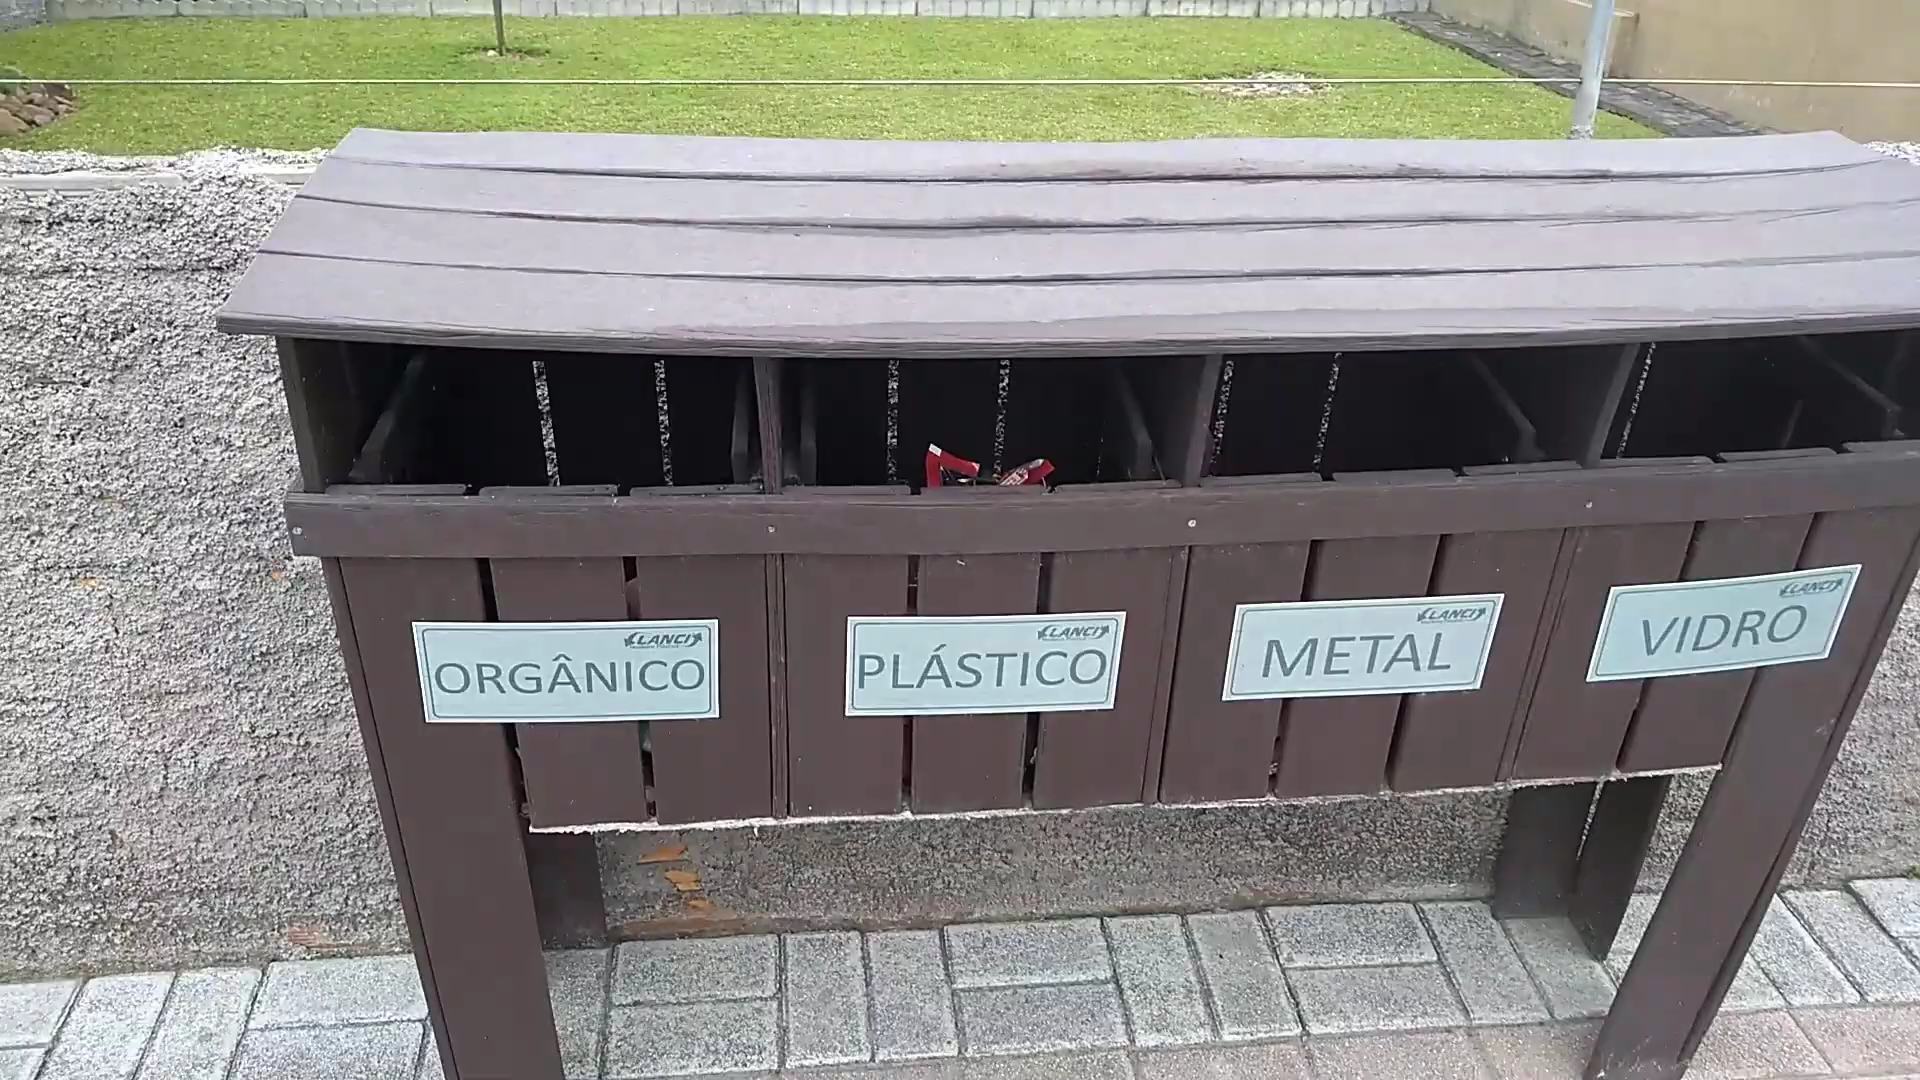 LANCI
ORGÂNICO
LANCI
PLÁSTICO
LANCI
METAL
LANCI
VIDRO